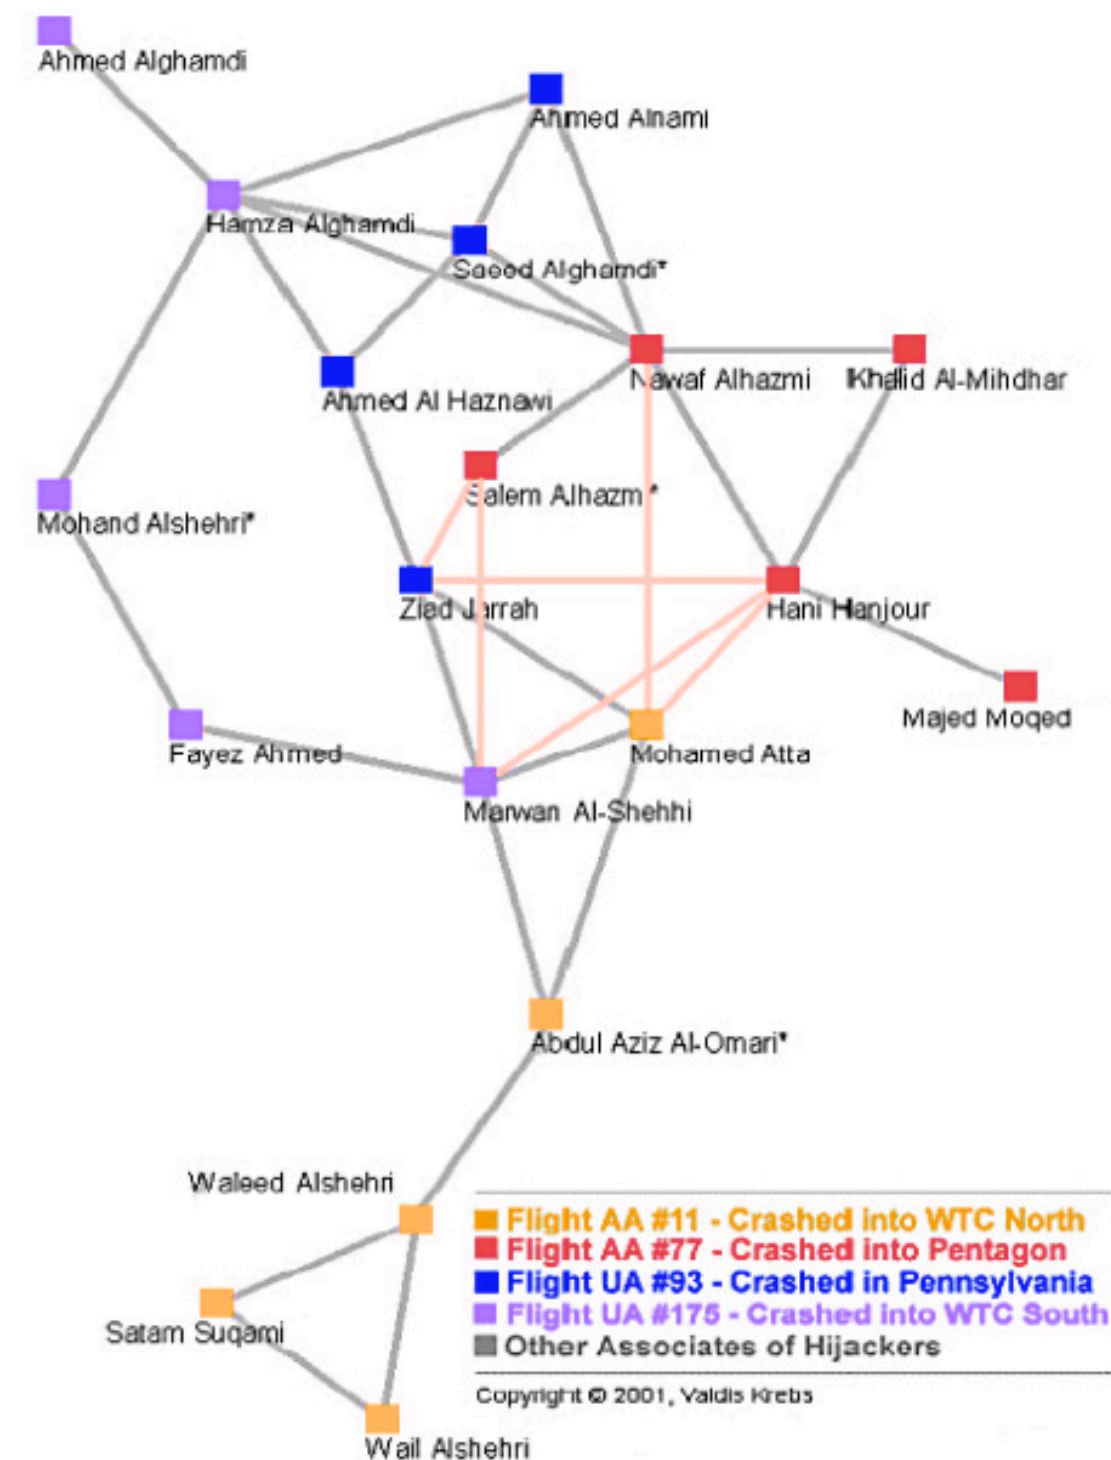 Ahmed Alghamdi
Ahmed Alnami
Hamza Alghamdi
Saeed Alghamdi*
Nawaf Alhazmi
Khalid Al-Mihdhar
Ahmed Al Haznawi
Salem Alhazmi*
Mohand Alshehri*
Ziad Jarrah
Hani Hanjour
Majed Moqed
Fayez Ahmed
Mohamed Atta
Marwan Al-Shehhi
Abdul Aziz Al-Omari*
Waleed Alshehri
Satam Suqami
Wail Alshehri
Flight AA #11 - Crashed into WTC North
Flight AA #77 - Crashed into Pentagon
Flight UA #93 - Crashed in Pennsylvania
Flight UA #175 - Crashed into WTC South
Other Associates of Hijackers
Copyright © 2001, Valdis Krebs